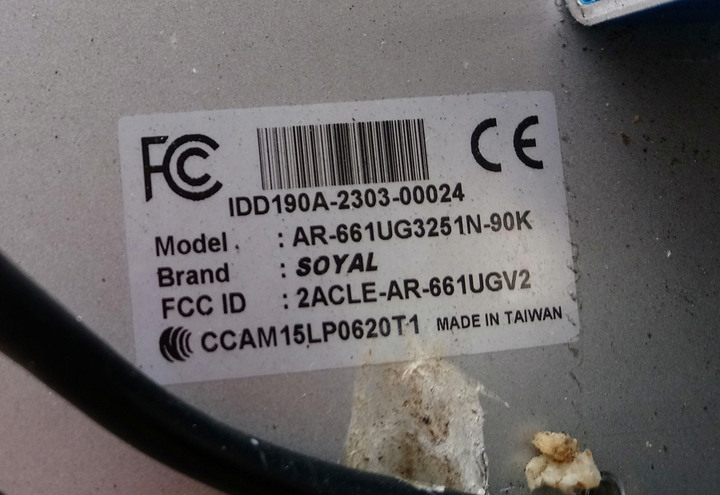 FC CE
IDD190A-2303-00024
Model : AR-661UG3251N-90K
Brand : SOYAL
FCC ID : 2ACLE-AR-661UGV2
CCAM15LP0620T1 MADE IN TAIWAN